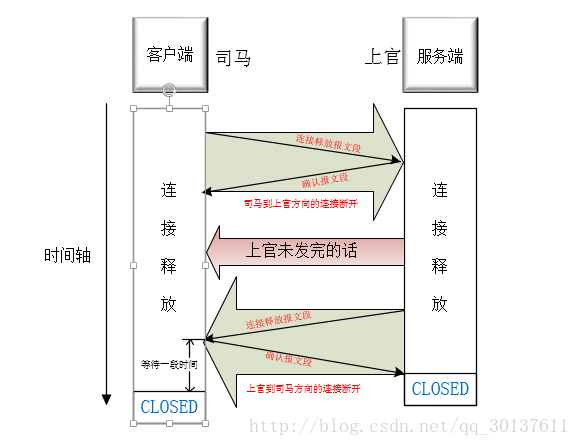 客户端
司马
上官
服务端
连接释放报文段
确认报文段
司马到上官方向的连接断开
连接释放
连接释放
时间轴
上官未发完的话
连接释放报文段
确认报文段
等待一段时间
上官到司马方向的连接断开
CLOSED
CLOSED
http://blog.csdn.net/qq_30137611